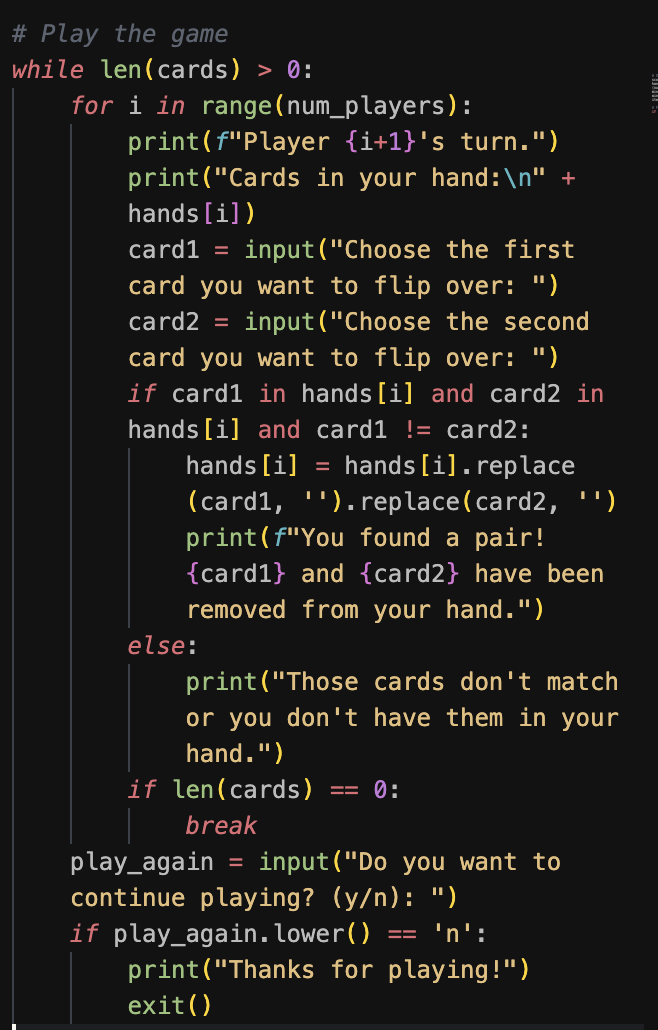 # Play the game
while len(cards) > 0:
for i in range(num_players):
print(f"Player {i+1}'s turn.")
print("Cards in your hand:\n" +
hands[i])
card1 = input("Choose the first
card you want to flip over: ")
card2 = input("Choose the second
card you want to flip over: ")
if card1 in hands[i] and card2 in
hands[i] and card1 != card2:
hands[i] = hands[i].replace
(card1, '').replace(card2, '')
print(f"You found a pair!
{card1} and {card2} have been
removed from your hand.")
else:
print("Those cards don't match
or you don't have them in your
hand.")
if len(cards) == 0:
break
play_again = input("Do you want to
continue playing? (y/n): ")
if play_again.lower() == 'n':
print("Thanks for playing!")
exit()